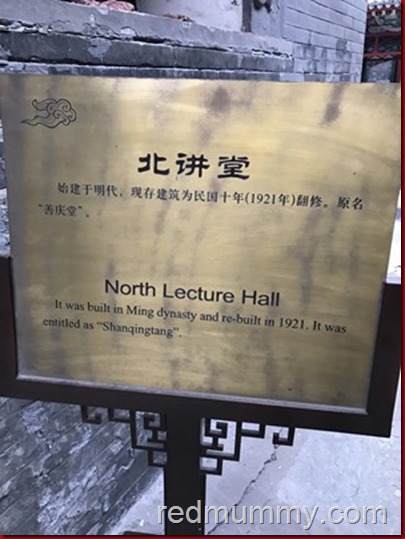 北讲堂
始建于明代，现存建筑为民国十年(1921年)翻修。原名
“善庆堂”。
North Lecture Hall
It was built in Ming dynasty and re-built in 1921. It was
entitled as "Shanqingtang".
redmummy.com